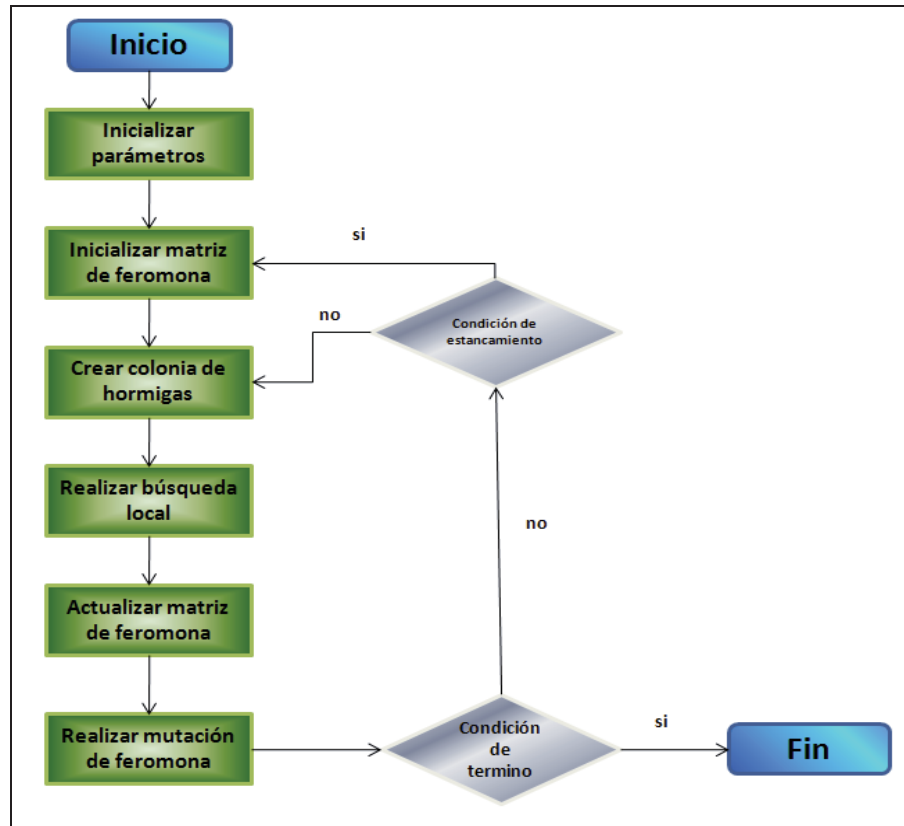 Inicio
Inicializar
parámetros
si
Inicializar matriz
de feromona
no
Condición de
estancamiento
Crear colonia de
hormigas
Realizar búsqueda
local
no
Actualizar matriz
de feromona
Realizar mutación
de feromona
Condición
de
termino
si
Fin